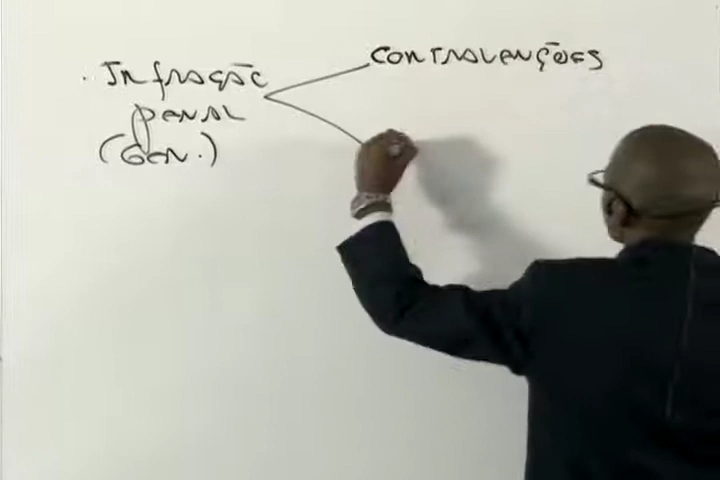 . Infração
penal
(Gen.)
Contravenções